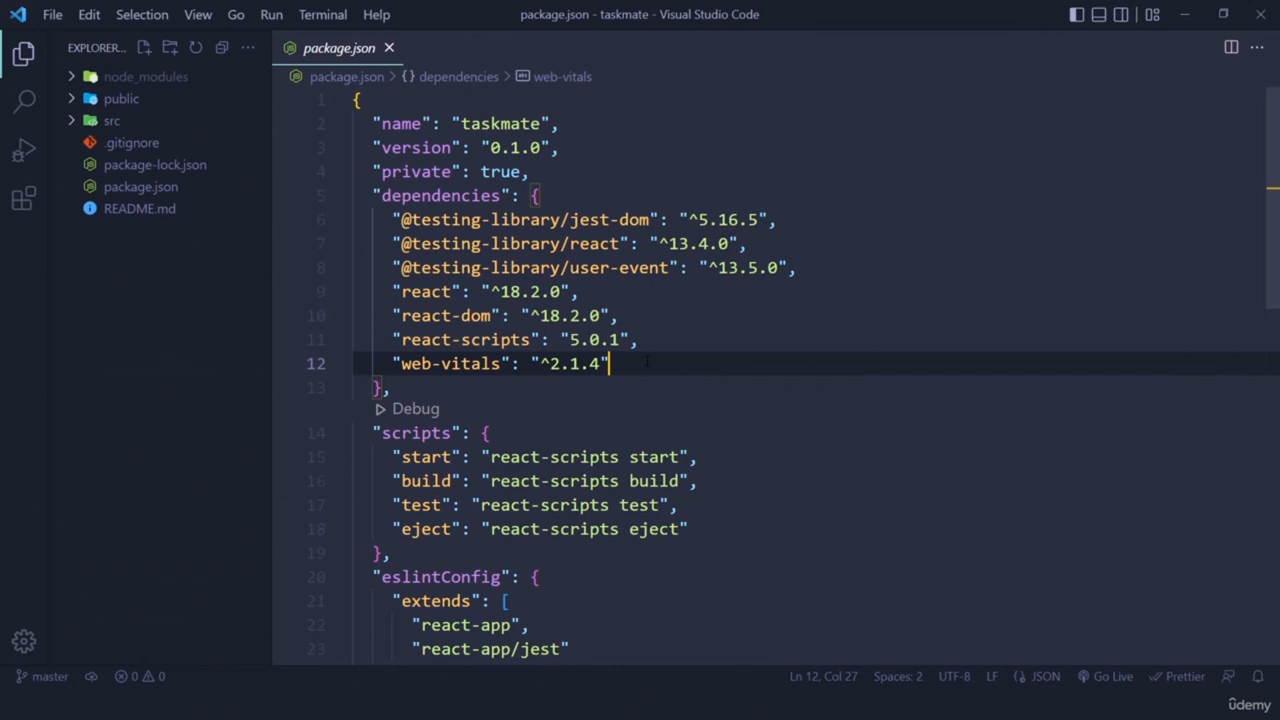 File Edit Selection View Go Run Terminal Help
package.json - taskmate - Visual Studio Code
EXPLORER...
node_modules
public
src
.gitignore
package-lock.json
package.json
README.md
package.json
package.json > {} dependencies > web-vitals
1 {
2 "name": "taskmate",
3 "version": "0.1.0",
4 "private": true,
5 "dependencies": {
6 "@testing-library/jest-dom": "^5.16.5",
7 "@testing-library/react": "^13.4.0",
8 "@testing-library/user-event": "^13.5.0",
9 "react": "^18.2.0",
10 "react-dom": "^18.2.0",
11 "react-scripts": "5.0.1",
12 "web-vitals": "^2.1.4"
13 },
Debug
14 "scripts": {
15 "start": "react-scripts start",
16 "build": "react-scripts build",
17 "test": "react-scripts test",
18 "eject": "react-scripts eject"
19 },
20 "eslintConfig": {
21 "extends": [
22 "react-app",
23 "react-app/jest"
master 0 0 Ln 12, Col 27 Spaces: 2 UTF-8 LF JSON Go Live Prettier
ûdemy